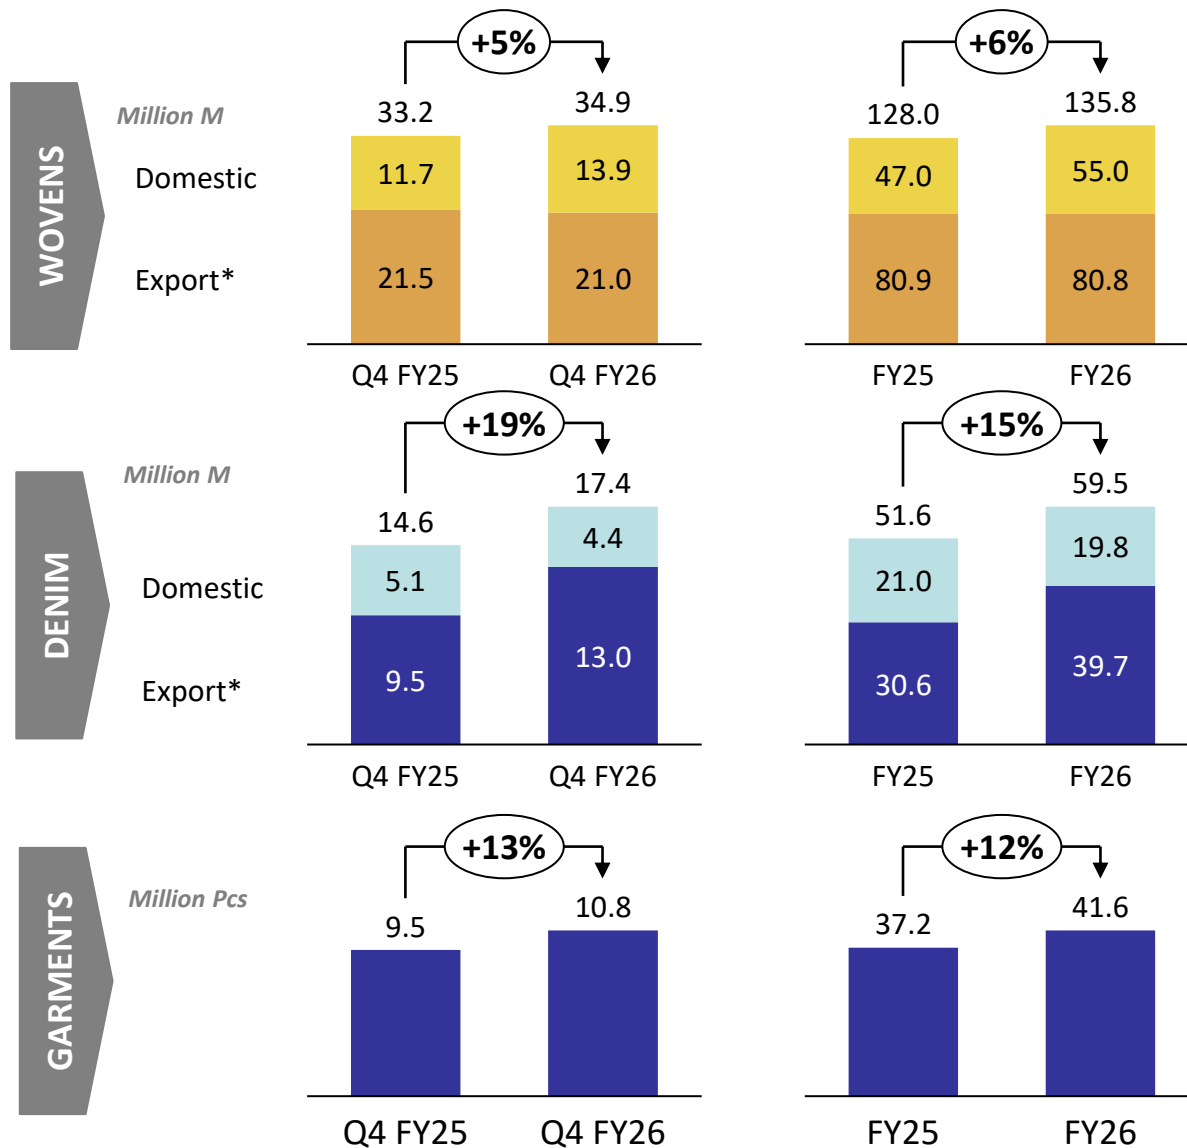 WOVENS
Million M
Domestic
Export*
+5%
33.2
34.9
11.7
13.9
21.5
21.0
Q4 FY25
Q4 FY26
+6%
128.0
135.8
47.0
55.0
80.9
80.8
FY25
FY26
DENIM
Million M
Domestic
Export*
+19%
14.6
17.4
5.1
4.4
9.5
13.0
Q4 FY25
Q4 FY26
+15%
51.6
59.5
21.0
19.8
30.6
39.7
FY25
FY26
GARMENTS
Million Pcs
+13%
9.5
10.8
Q4 FY25
Q4 FY26
+12%
37.2
41.6
FY25
FY26